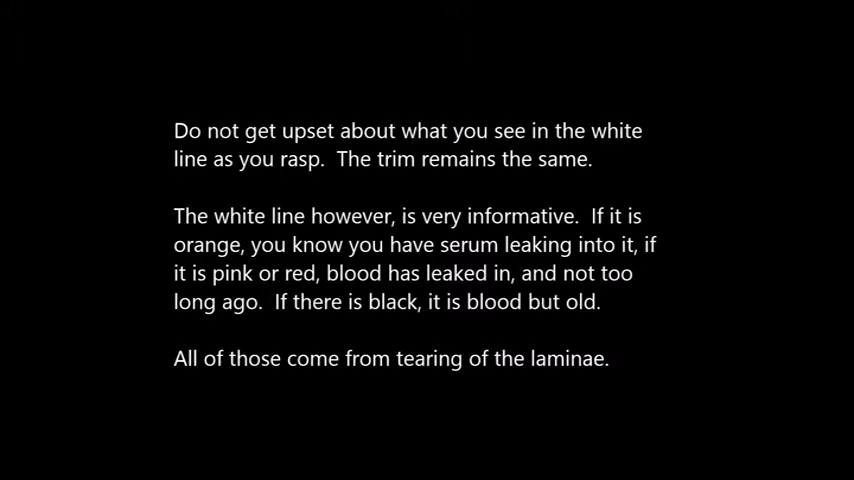 Do not get upset about what you see in the white
line as you rasp.  The trim remains the same.
The white line however, is very informative.  If it is
orange, you know you have serum leaking into it, if
it is pink or red, blood has leaked in, and not too
long ago.  If there is black, it is blood but old.
All of those come from tearing of the laminae.